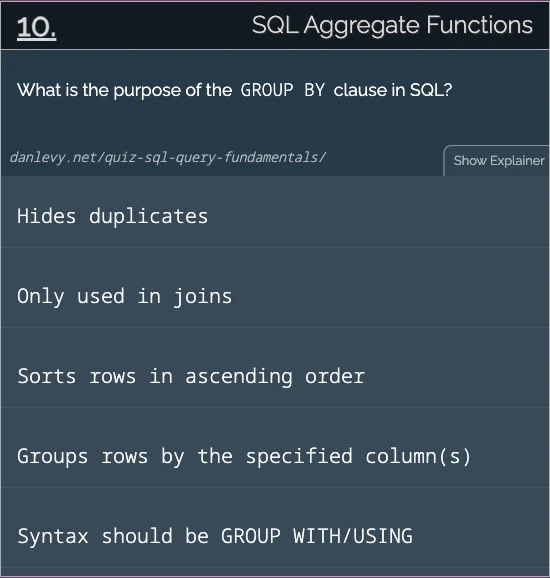 10. SQL Aggregate Functions
What is the purpose of the GROUP BY clause in SQL?
danlevy.net/quiz-sql-query-fundamentals/ Show Explainer
Hides duplicates
Only used in joins
Sorts rows in ascending order
Groups rows by the specified column(s)
Syntax should be GROUP WITH/USING